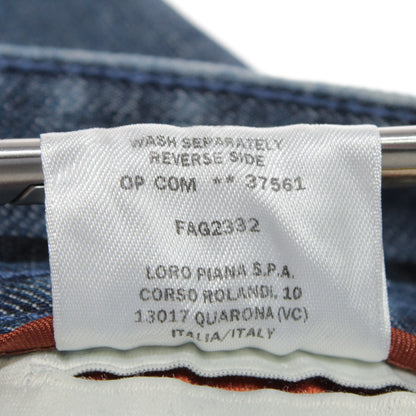 WASH SEPARATELY
REVERSE SIDE
OP COM ** 37561
FAG2332
LORO PIANA S.P.A.
CORSO ROLANDI, 10
13017 QUARONA (VC)
ITALIA/ITALY